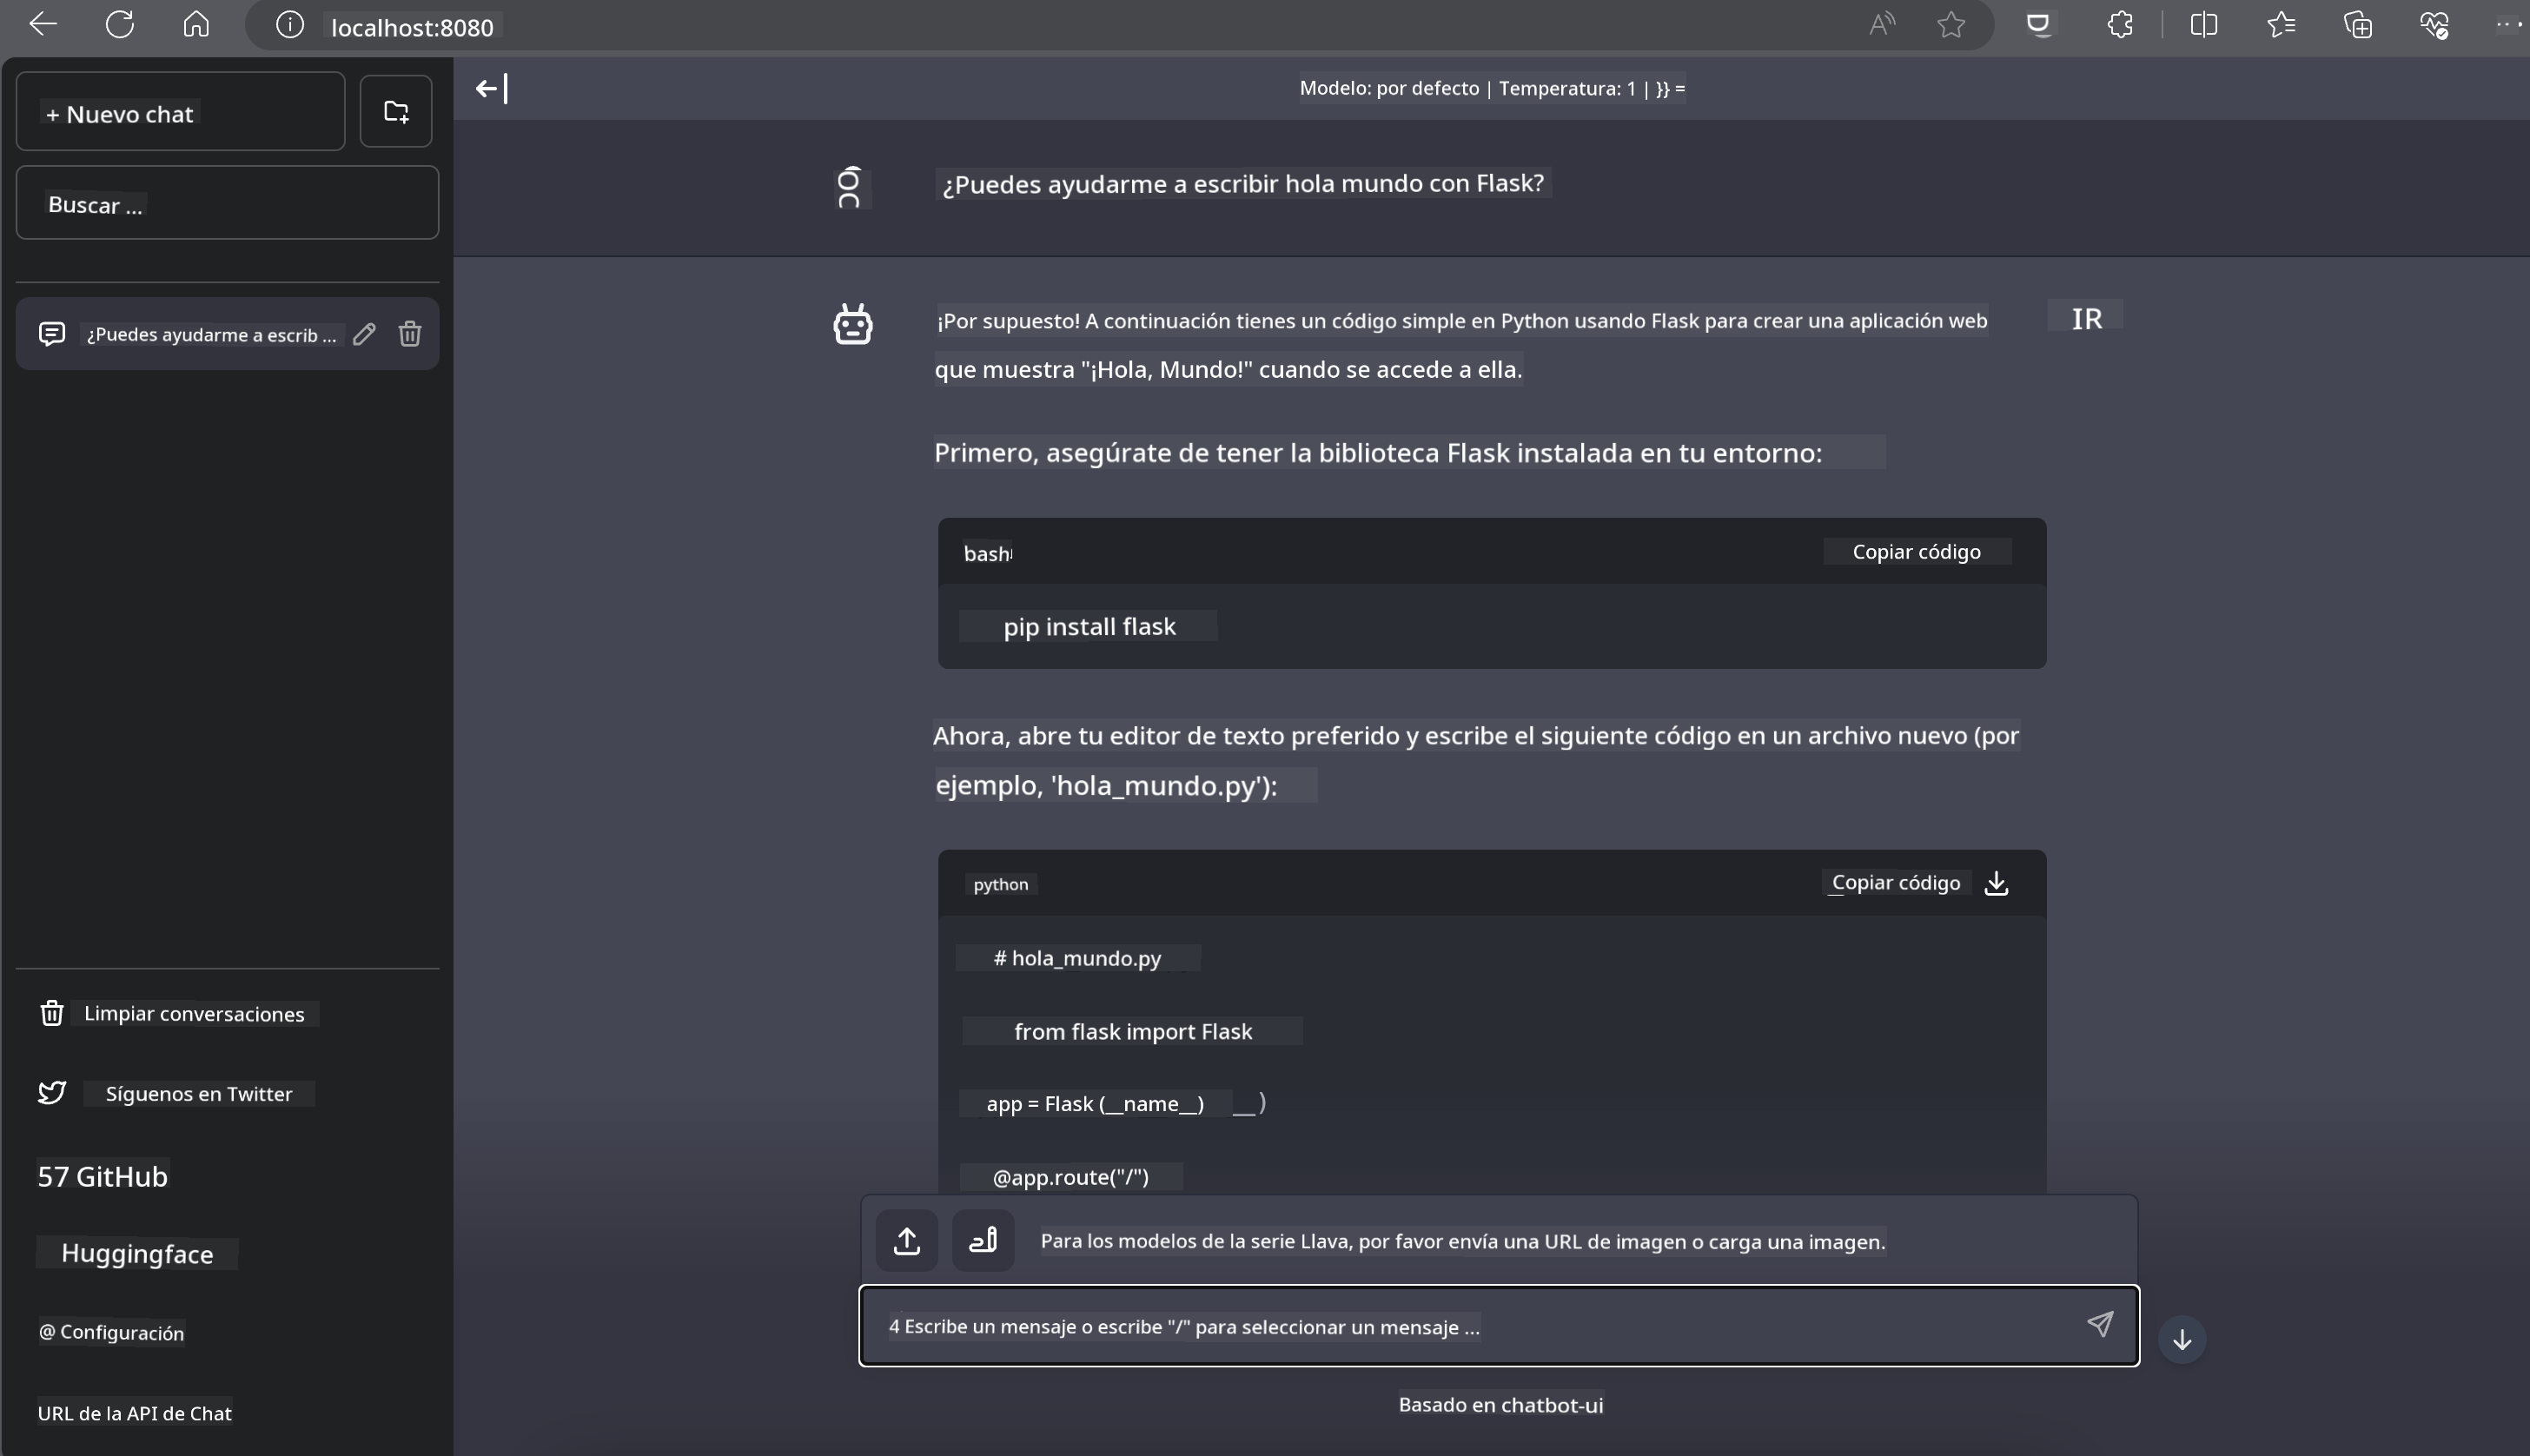 localhost:8080
+ Nuevo chat
Buscar ...
¿Puedes ayudarme a escrib ...
Limpiar conversaciones
Síguenos en Twitter
57 GitHub
Huggingface
@ Configuración
URL de la API de Chat
Modelo: por defecto | Temperatura: 1 | }} =
¿Puedes ayudarme a escribir hola mundo con Flask?
¡Por supuesto! A continuación tienes un código simple en Python usando Flask para crear una aplicación web
IR
que muestra "¡Hola, Mundo!" cuando se accede a ella.
Primero, asegúrate de tener la biblioteca Flask instalada en tu entorno:
bash
Copiar código
pip install flask
Ahora, abre tu editor de texto preferido y escribe el siguiente código en un archivo nuevo (por
ejemplo, 'hola_mundo.py'):
python
Copiar código
# hola_mundo.py
from flask import Flask
app = Flask (__name__) __)
@app.route("/")
Para los modelos de la serie Llava, por favor envía una URL de imagen o carga una imagen.
4 Escribe un mensaje o escribe "/" para seleccionar un mensaje ...
Basado en chatbot-ui